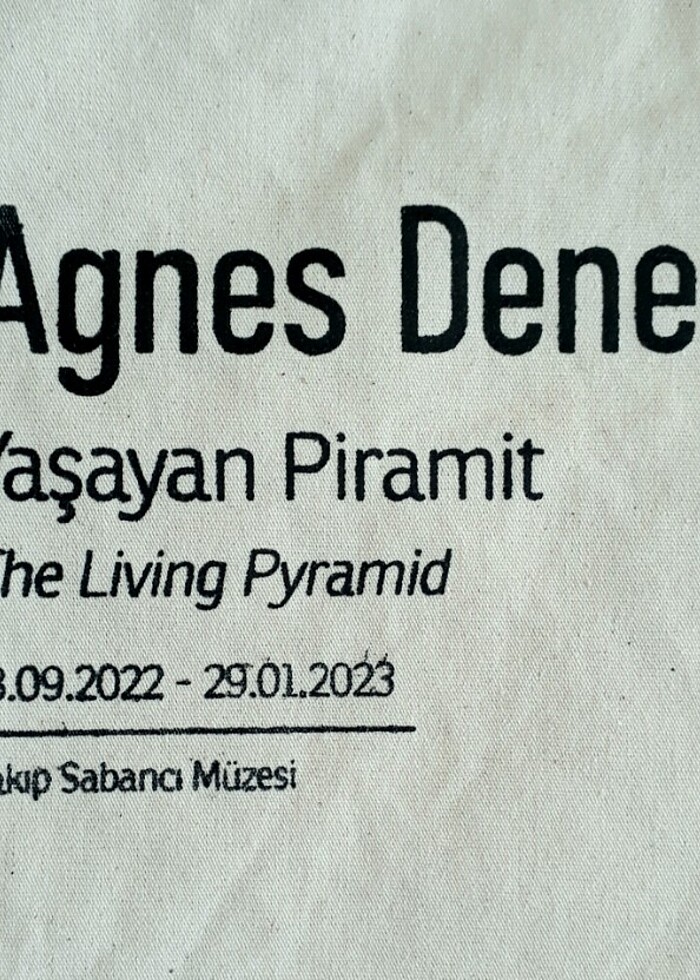 Agnes Dene
Yaşayan Piramit
The Living Pyramid
3.09.2022 - 29.01.2023
akıp Sabancı Müzesi